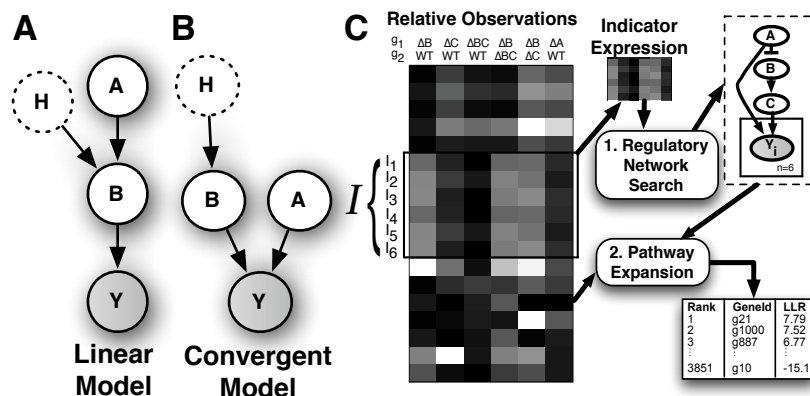 A
H
A
B
Y
Linear
Model
B
H
B
A
Y
Convergent
Model
C
Relative Observations
g1 ΔB ΔC ΔBC ΔB ΔB ΔA
g2 WT WT WT ΔBC ΔC WT
I
I1
I2
I3
I4
I5
I6
Indicator
Expression
1. Regulatory
Network
Search
A
B
C
Yi
n=6
2. Pathway
Expansion
Rank GeneId LLR
1 g21 7.79
2 g1000 7.52
3 g887 6.77
⋮ ⋮ ⋮
3851 g10 -15.1